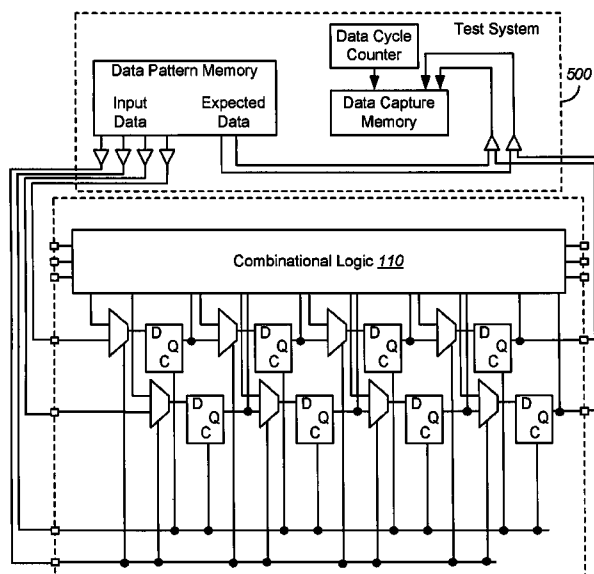 Test System
Data Cycle
Counter
500
Data Pattern Memory
Input
Data
Expected
Data
Data Capture
Memory
Combinational Logic 110
D
Q
C
D
Q
C
D
Q
C
D
Q
C
D
Q
C
D
Q
C
D
Q
C
D
Q
C